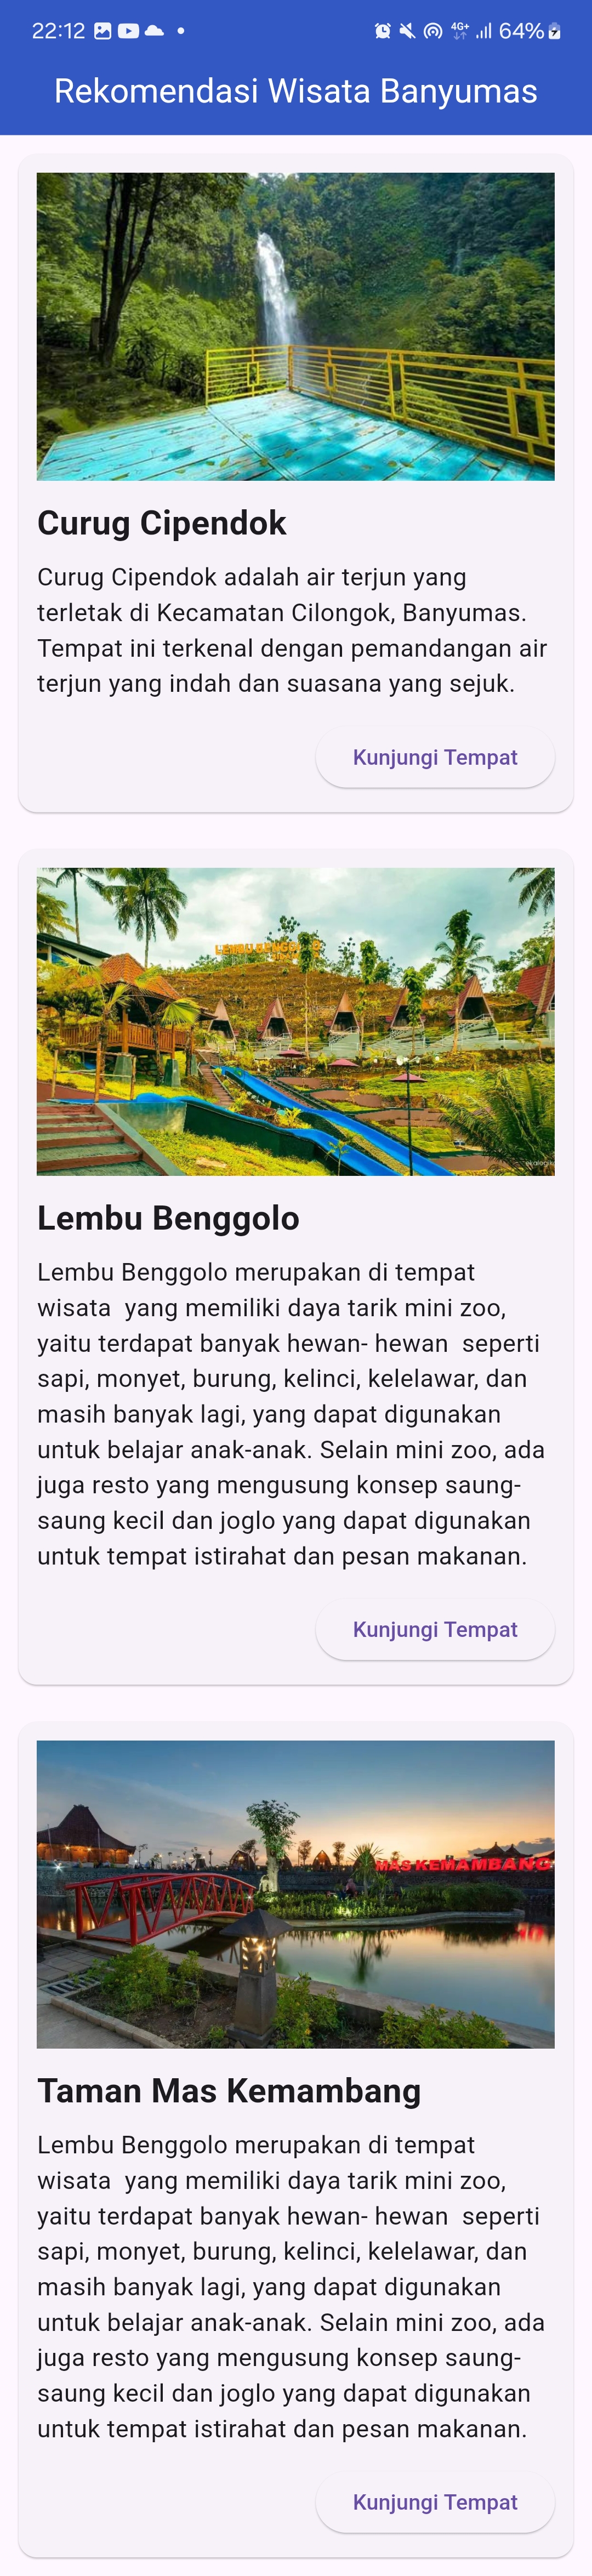 22:12
4G+
64%
Rekomendasi Wisata Banyumas
Curug Cipendok
Curug Cipendok adalah air terjun yang
terletak di Kecamatan Cilongok, Banyumas.
Tempat ini terkenal dengan pemandangan air
terjun yang indah dan suasana yang sejuk.
Kunjungi Tempat
LEMBU BENGGOLO
Lembu Benggolo
Lembu Benggolo merupakan di tempat
wisata  yang memiliki daya tarik mini zoo,
yaitu terdapat banyak hewan- hewan  seperti
sapi, monyet, burung, kelinci, kelelawar, dan
masih banyak lagi, yang dapat digunakan
untuk belajar anak-anak. Selain mini zoo, ada
juga resto yang mengusung konsep saung-
saung kecil dan joglo yang dapat digunakan
untuk tempat istirahat dan pesan makanan.
Kunjungi Tempat
MAS KEMAMBANG
Taman Mas Kemambang
Lembu Benggolo merupakan di tempat
wisata  yang memiliki daya tarik mini zoo,
yaitu terdapat banyak hewan- hewan  seperti
sapi, monyet, burung, kelinci, kelelawar, dan
masih banyak lagi, yang dapat digunakan
untuk belajar anak-anak. Selain mini zoo, ada
juga resto yang mengusung konsep saung-
saung kecil dan joglo yang dapat digunakan
untuk tempat istirahat dan pesan makanan.
Kunjungi Tempat